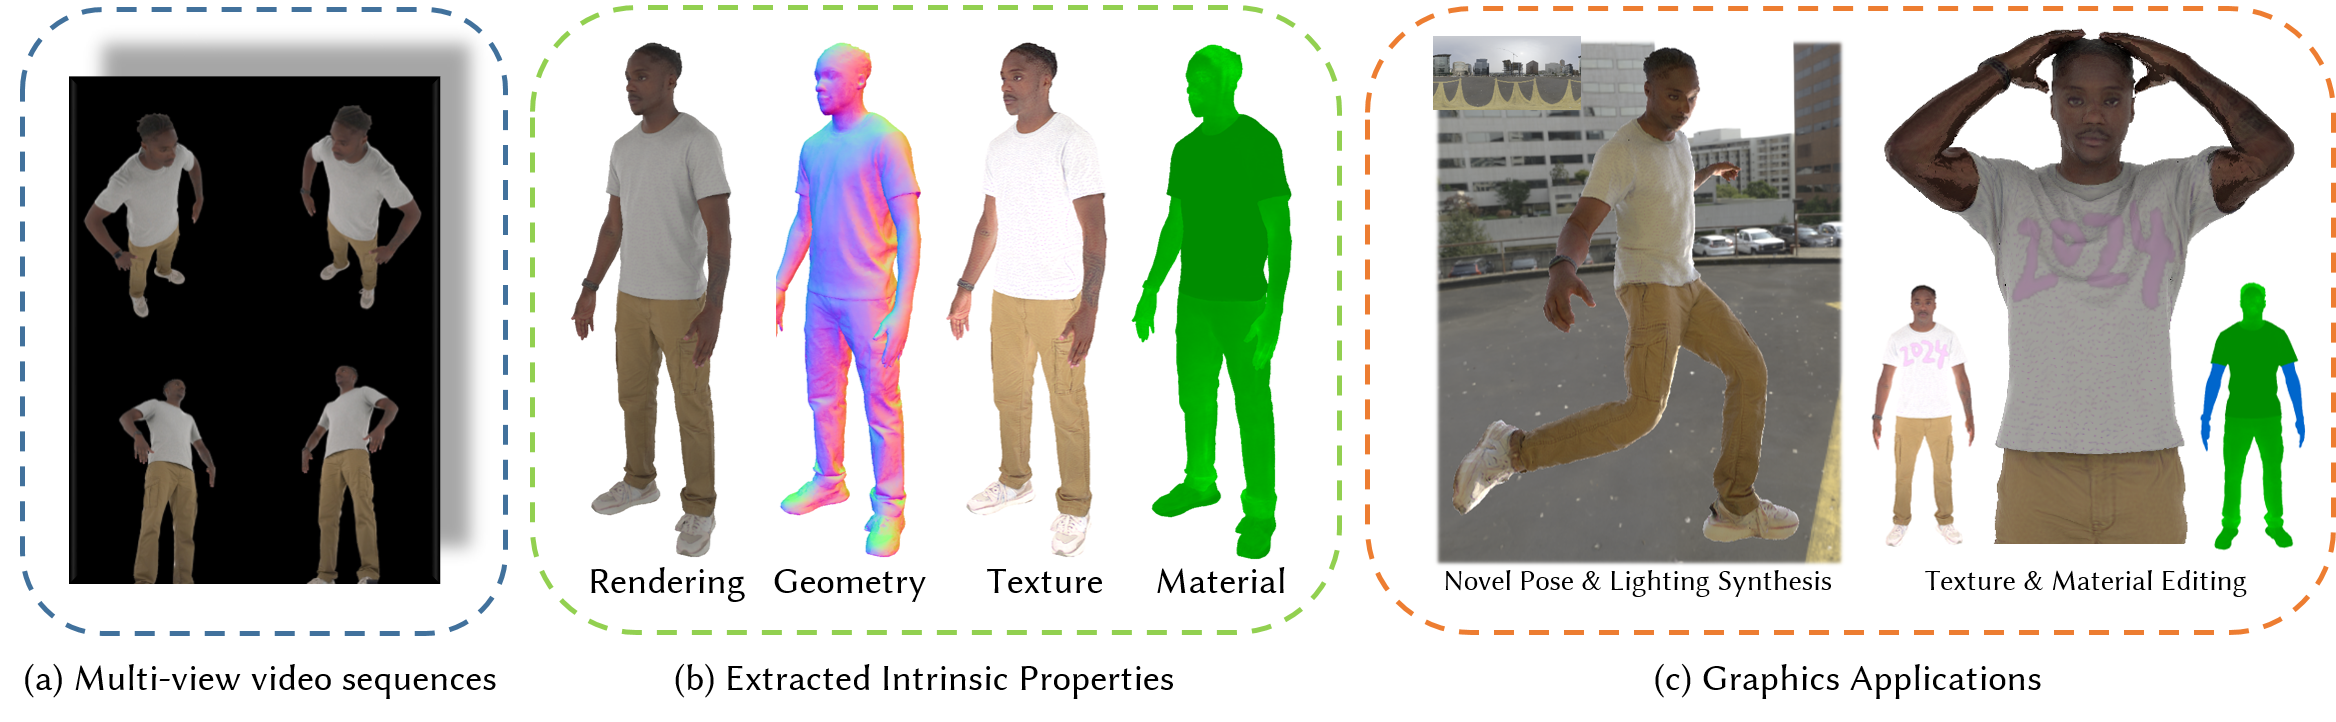 2024
2024
Rendering
Geometry
Texture
Material
Novel Pose & Lighting Synthesis
Texture & Material Editing
(a) Multi-view video sequences
(b) Extracted Intrinsic Properties
(c) Graphics Applications